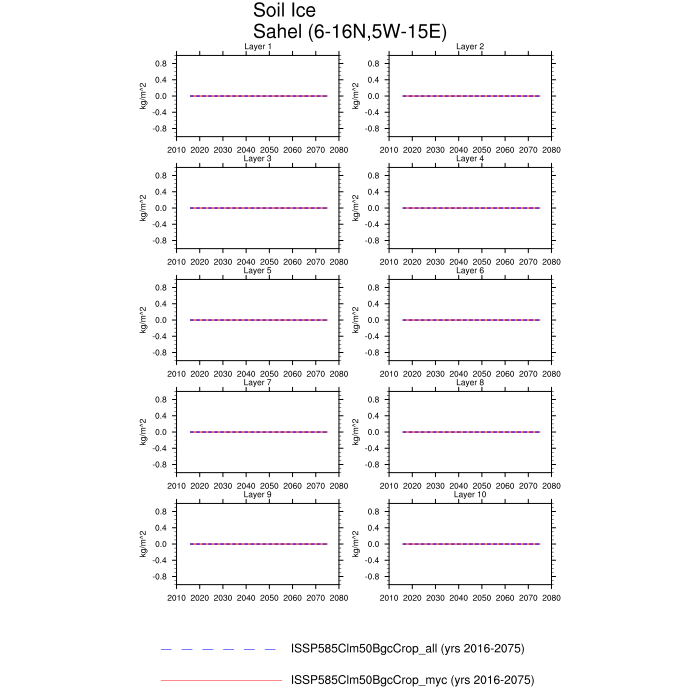 Soil Ice
Sahel (6-16N,5W-15E)
Layer 1
Layer 2
kg/m^2
0.8
0.4
0.0
-0.4
-0.8
2010 2020 2030 2040 2050 2060 2070 2080
kg/m^2
0.8
0.4
0.0
-0.4
-0.8
2010 2020 2030 2040 2050 2060 2070 2080
Layer 3
Layer 4
kg/m^2
0.8
0.4
0.0
-0.4
-0.8
2010 2020 2030 2040 2050 2060 2070 2080
kg/m^2
0.8
0.4
0.0
-0.4
-0.8
2010 2020 2030 2040 2050 2060 2070 2080
Layer 5
Layer 6
kg/m^2
0.8
0.4
0.0
-0.4
-0.8
2010 2020 2030 2040 2050 2060 2070 2080
kg/m^2
0.8
0.4
0.0
-0.4
-0.8
2010 2020 2030 2040 2050 2060 2070 2080
Layer 7
Layer 8
kg/m^2
0.8
0.4
0.0
-0.4
-0.8
2010 2020 2030 2040 2050 2060 2070 2080
kg/m^2
0.8
0.4
0.0
-0.4
-0.8
2010 2020 2030 2040 2050 2060 2070 2080
Layer 9
Layer 10
kg/m^2
0.8
0.4
0.0
-0.4
-0.8
2010 2020 2030 2040 2050 2060 2070 2080
kg/m^2
0.8
0.4
0.0
-0.4
-0.8
2010 2020 2030 2040 2050 2060 2070 2080
ISSP585Clm50BgcCrop_all (yrs 2016-2075)
ISSP585Clm50BgcCrop_myc (yrs 2016-2075)